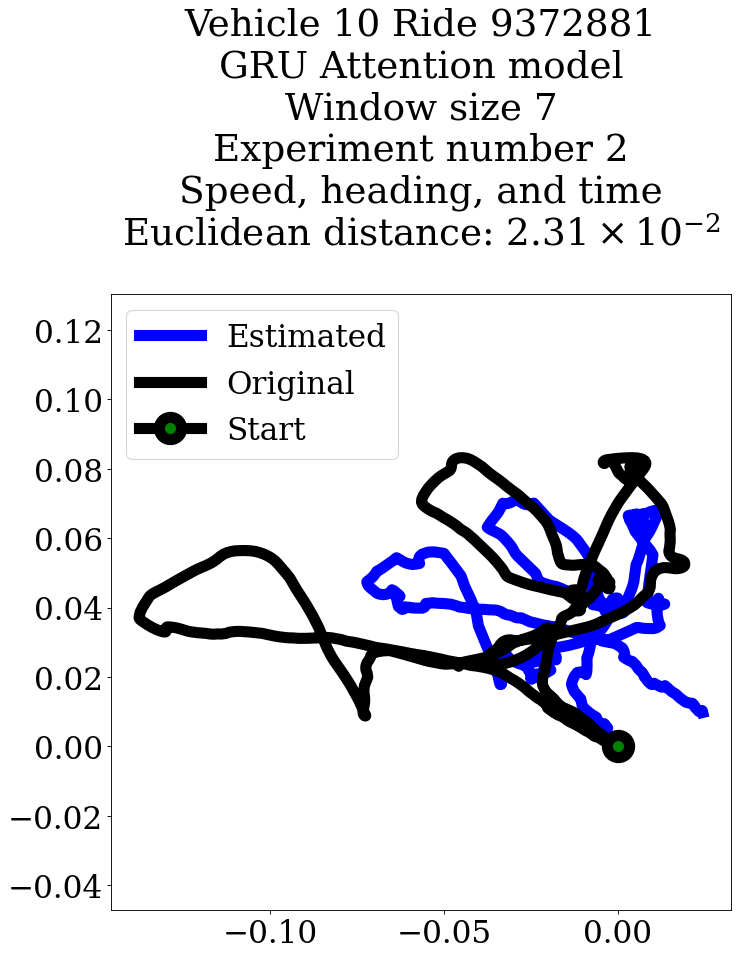 Vehicle 10 Ride 9372881
GRU Attention model
Window size 7
Experiment number 2
Speed, heading, and time
Euclidean distance: 2.31 × 10⁻²
Estimated
Original
Start
0.12
0.10
0.08
0.06
0.04
0.02
0.00
−0.02
−0.04
−0.10
−0.05
0.00